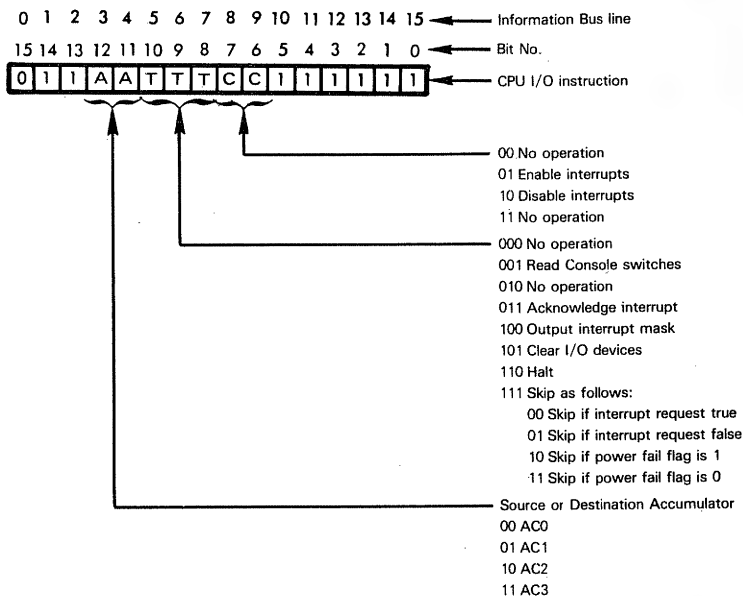 0 1 2 3 4 5 6 7 8 9 10 11 12 13 14 15 Information Bus line
15 14 13 12 11 10 9 8 7 6 5 4 3 2 1 0 Bit No.
0 1 1 A A T T T C C 1 1 1 1 1 1 CPU I/O instruction
00 No operation
01 Enable interrupts
10 Disable interrupts
11 No operation
000 No operation
001 Read Console switches
010 No operation
011 Acknowledge interrupt
100 Output interrupt mask
101 Clear I/O devices
110 Halt
111 Skip as follows:
00 Skip if interrupt request true
01 Skip if interrupt request false
10 Skip if power fail flag is 1
11 Skip if power fail flag is 0
Source or Destination Accumulator
00 AC0
01 AC1
10 AC2
11 AC3